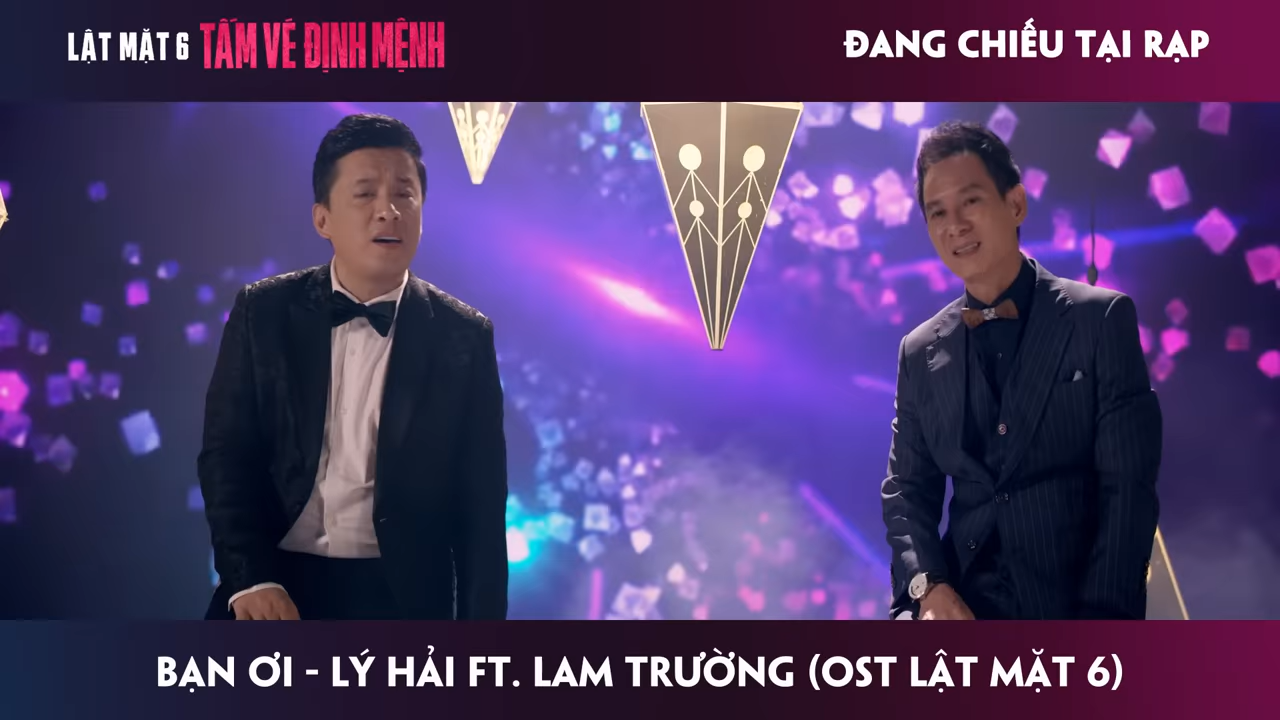 LẬT MẶT 6 TẤM VÉ ĐỊNH MỆNH
ĐANG CHIẾU TẠI RẠP
BẠN ƠI - LÝ HẢI FT. LAM TRƯỜNG (OST LẬT MẶT 6)